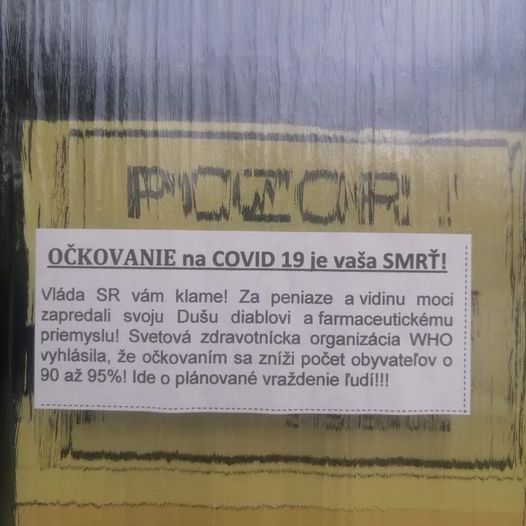 POZOR!
OČKOVANIE na COVID 19 je vaša SMRŤ!
Vláda SR vám klame! Za peniaze a vidinu moci
zapredali svoju Dušu diablovi a farmaceutickému
priemyslu! Svetová zdravotnícka organizácia WHO
vyhlásila, že očkovaním sa zníži počet obyvateľov o
90 až 95%! Ide o plánované vraždenie ľudí!!!